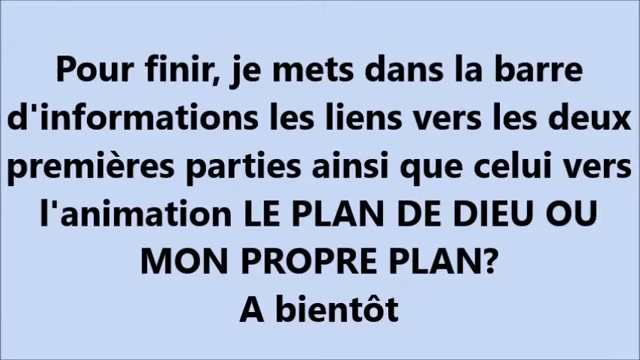 Pour finir, je mets dans la barre
d'informations les liens vers les deux
premières parties ainsi que celui vers
l'animation LE PLAN DE DIEU OU
MON PROPRE PLAN?
A bientôt